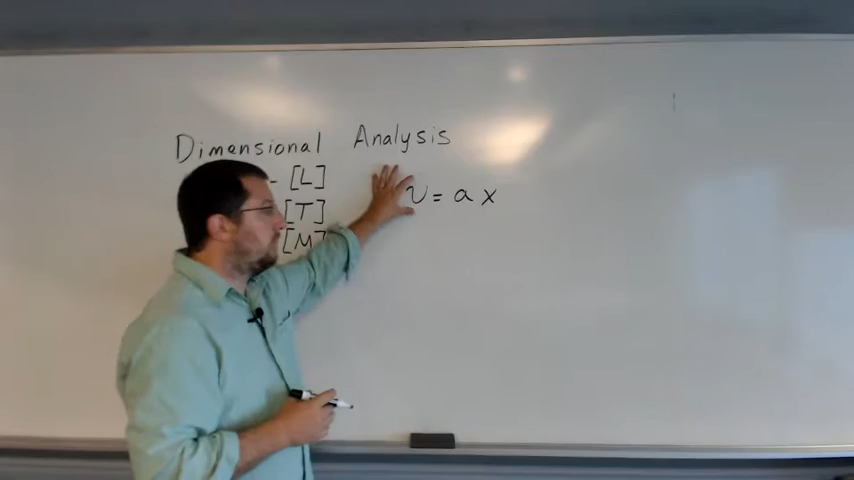 Dimensional Analysis
- [L]
[T] v = a x
[M]